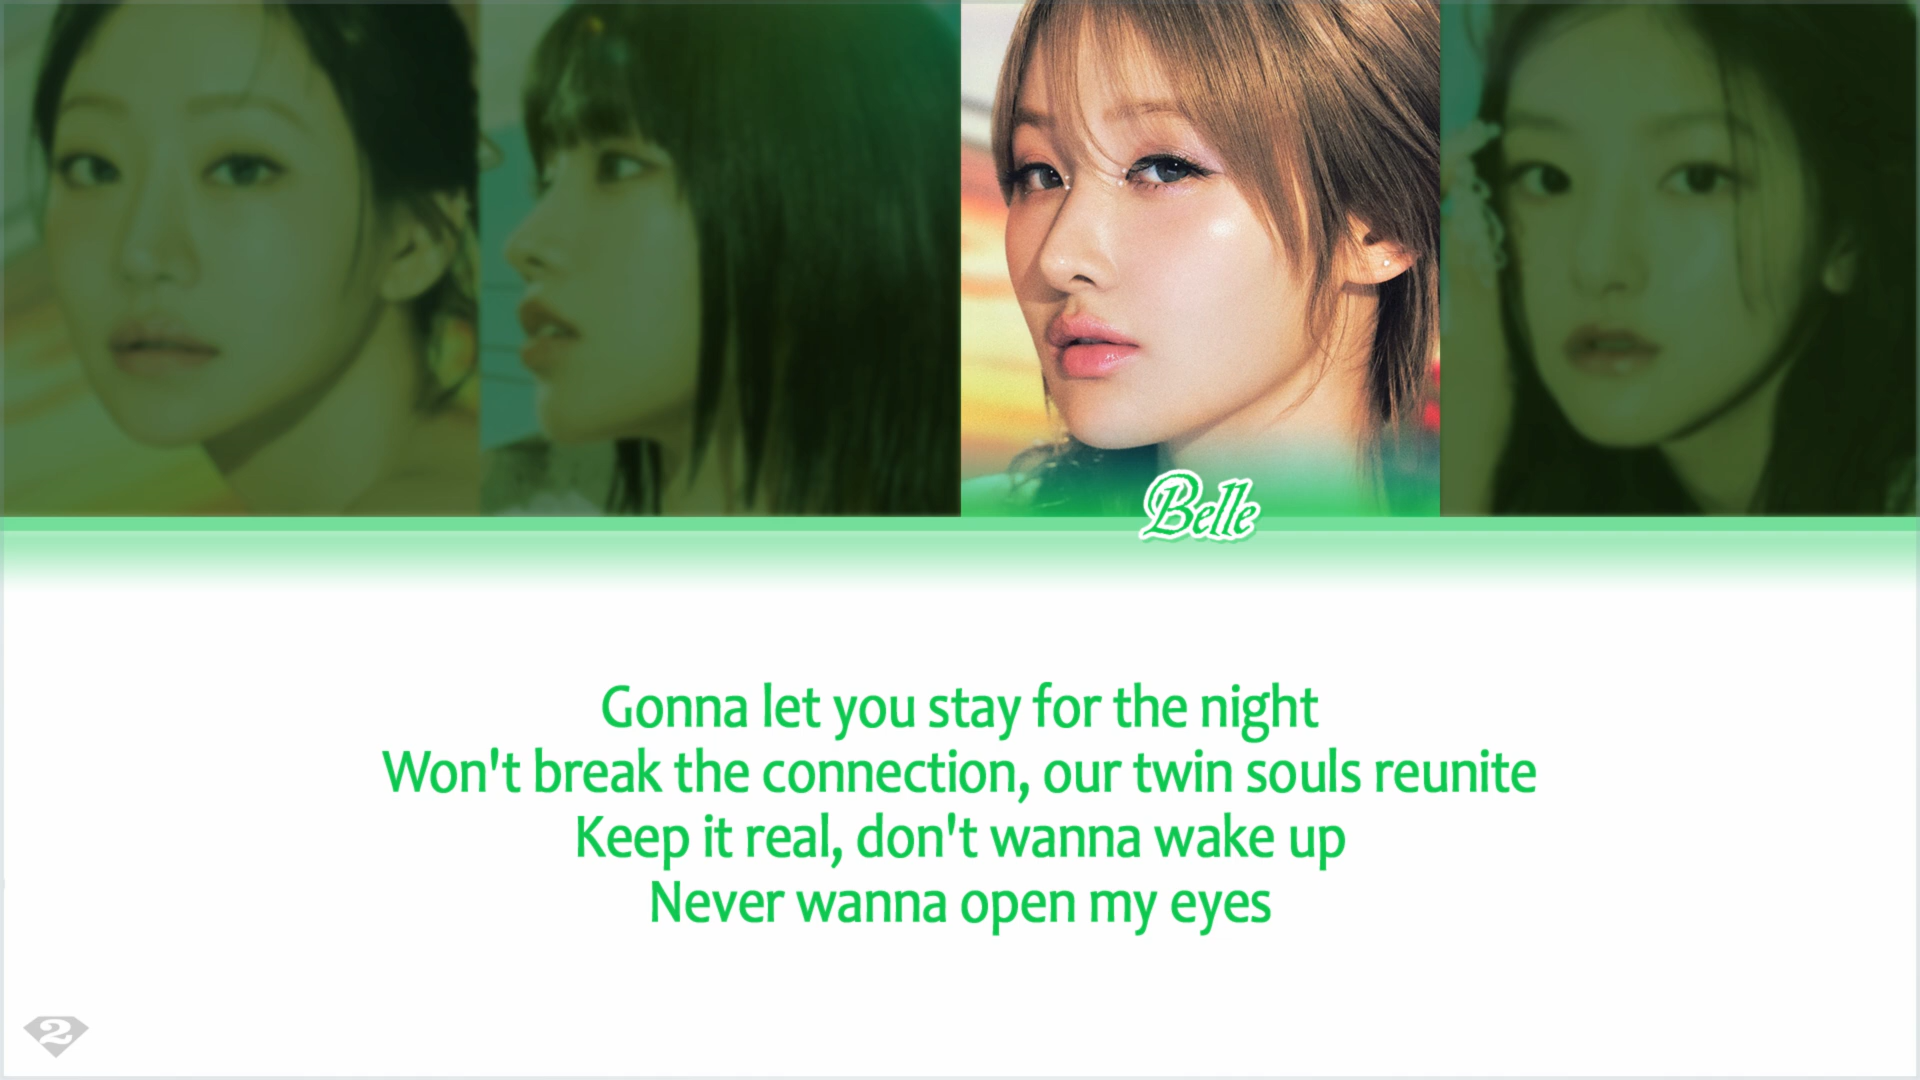 Belle
Gonna let you stay for the night
Won't break the connection, our twin souls reunite
Keep it real, don't wanna wake up
Never wanna open my eyes
2